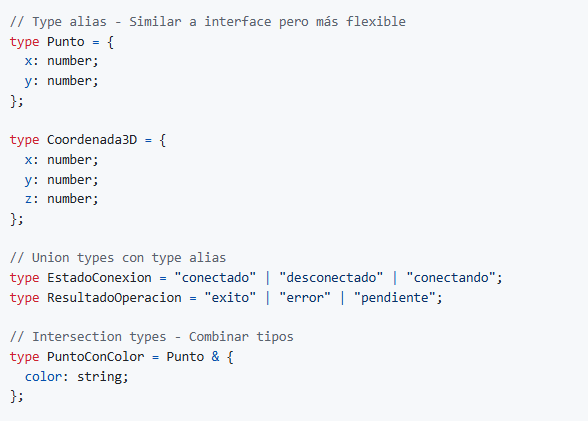 // Type alias - Similar a interface pero más flexible
type Punto = {
  x: number;
  y: number;
};

type Coordenada3D = {
  x: number;
  y: number;
  z: number;
};

// Union types con type alias
type EstadoConexion = "conectado" | "desconectado" | "conectando";
type ResultadoOperacion = "exito" | "error" | "pendiente";

// Intersection types - Combinar tipos
type PuntoConColor = Punto & {
  color: string;
};